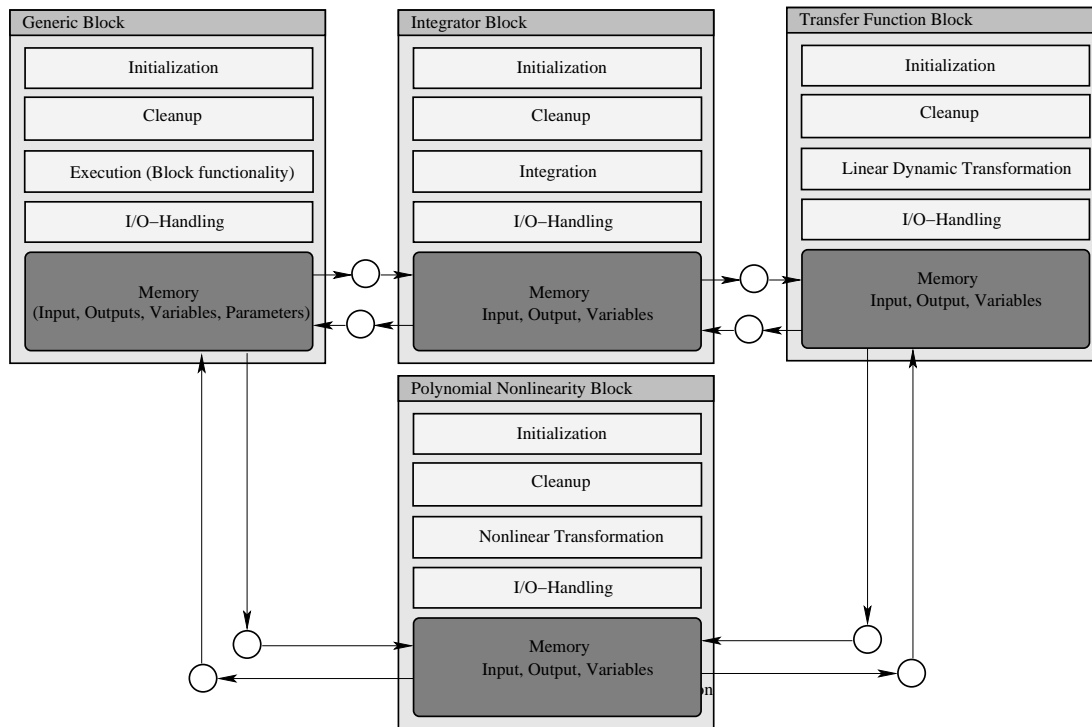 Generic Block
Initialization
Cleanup
Execution (Block functionality)
I/O−Handling
Memory
(Input, Outputs, Variables, Parameters)
Integrator Block
Initialization
Cleanup
Integration
I/O−Handling
Memory
Input, Output, Variables
Transfer Function Block
Initialization
Cleanup
Linear Dynamic Transformation
I/O−Handling
Memory
Input, Output, Variables
Polynomial Nonlinearity Block
Initialization
Cleanup
Nonlinear Transformation
I/O−Handling
Memory
Input, Output, Variables